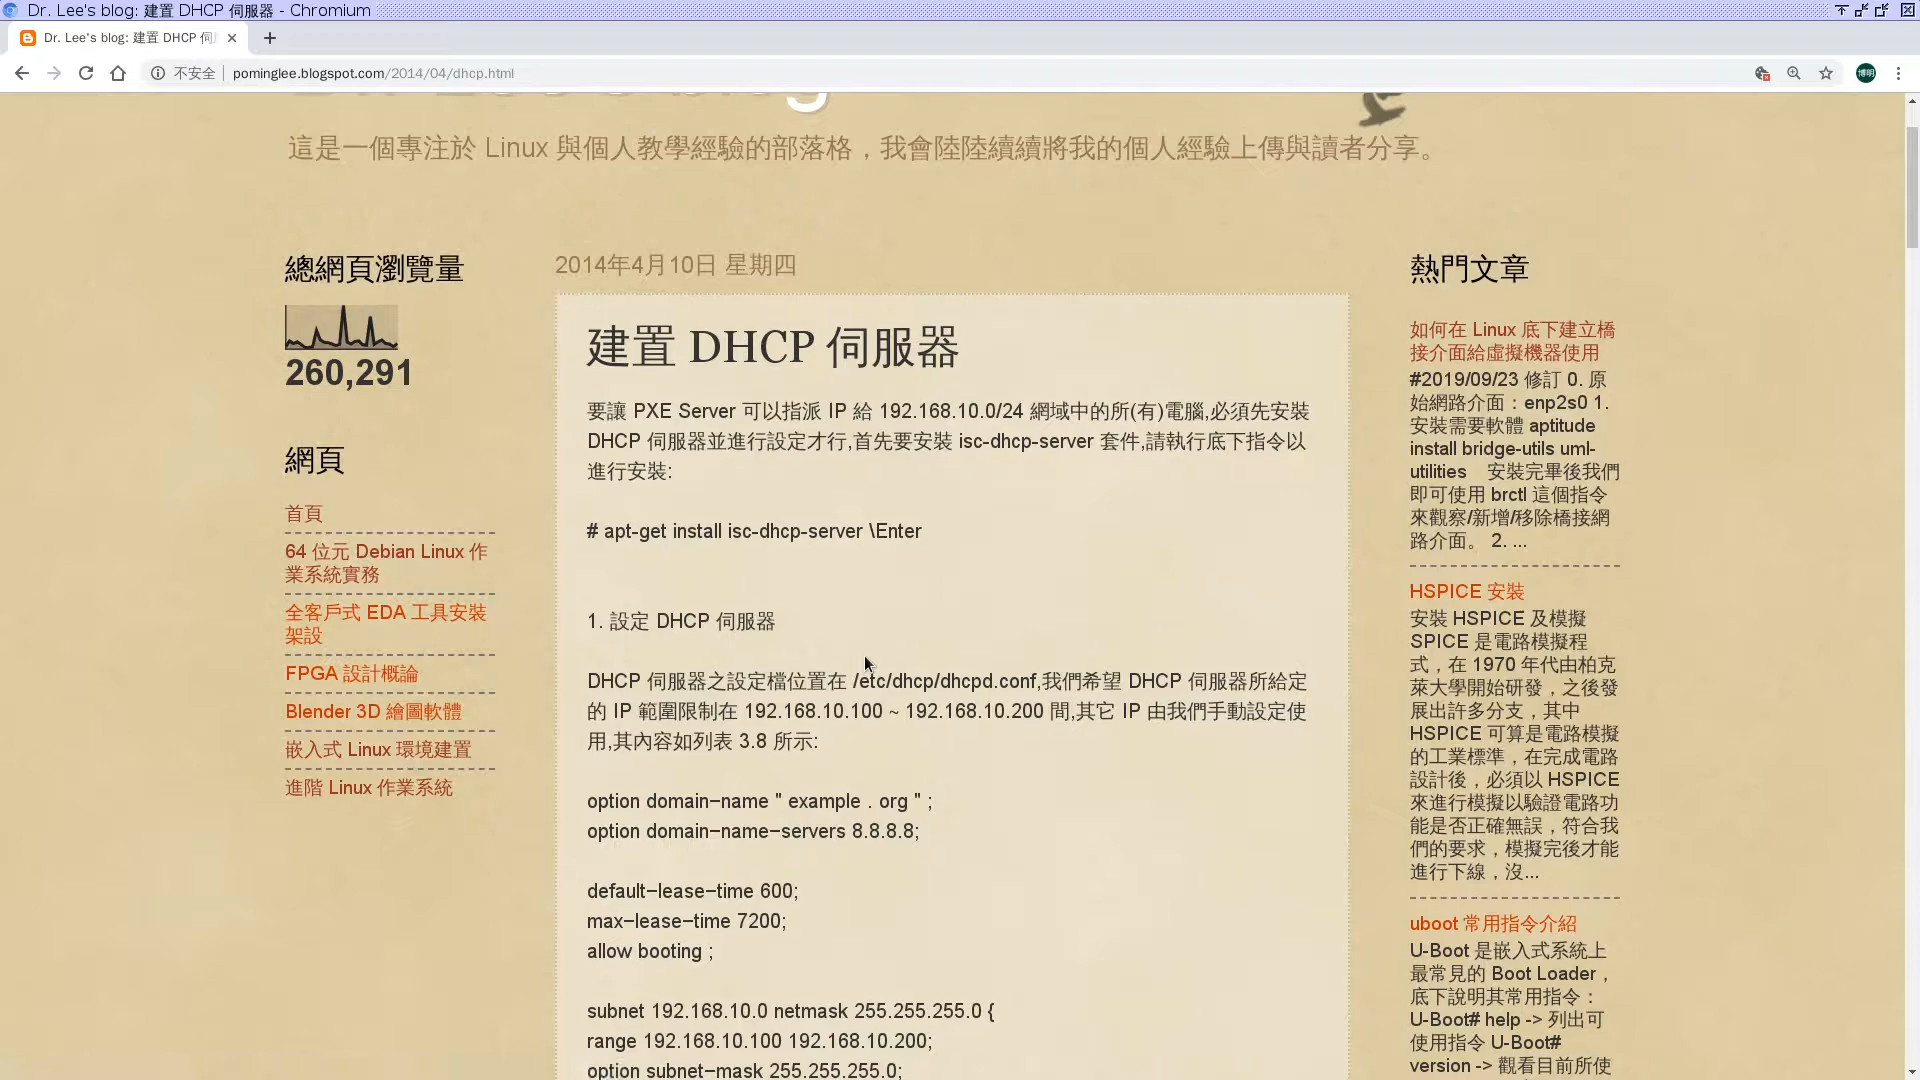 Dr. Lee's blog: 建置 DHCP 伺服器 - Chromium
Dr. Lee's blog: 建置 DHCP 伺
不安全
pominglee.blogspot.com/2014/04/dhcp.html
博明
這是一個專注於 Linux 與個人教學經驗的部落格，我會陸陸續續將我的個人經驗上傳與讀者分享。
總網頁瀏覽量
260,291
網頁
首頁
64 位元 Debian Linux 作
業系統實務
全客戶式 EDA 工具安裝
架設
FPGA 設計概論
Blender 3D 繪圖軟體
嵌入式 Linux 環境建置
進階 Linux 作業系統
2014年4月10日 星期四
建置 DHCP 伺服器
要讓 PXE Server 可以指派 IP 給 192.168.10.0/24 網域中的所(有)電腦,必須先安裝
DHCP 伺服器並進行設定才行,首先要安裝 isc-dhcp-server 套件,請執行底下指令以
進行安裝:
# apt-get install isc-dhcp-server \Enter
1. 設定 DHCP 伺服器
DHCP 伺服器之設定檔位置在 /etc/dhcp/dhcpd.conf,我們希望 DHCP 伺服器所給定
的 IP 範圍限制在 192.168.10.100 ~ 192.168.10.200 間,其它 IP 由我們手動設定使
用,其內容如列表 3.8 所示:
option domain−name " example . org " ;
option domain−name−servers 8.8.8.8;
default−lease−time 600;
max−lease−time 7200;
allow booting ;
subnet 192.168.10.0 netmask 255.255.255.0 {
range 192.168.10.100 192.168.10.200;
option subnet−mask 255.255.255.0;
熱門文章
如何在 Linux 底下建立橋
接介面給虛擬機器使用
#2019/09/23 修訂 0. 原
始網路介面：enp2s0 1.
安裝需要軟體 aptitude
install bridge-utils uml-
utilities 安裝完畢後我們
即可使用 brctl 這個指令
來觀察/新增/移除橋接網
路介面。 2. ...
HSPICE 安裝
安裝 HSPICE 及模擬
SPICE 是電路模擬程
式，在 1970 年代由柏克
萊大學開始研發，之後發
展出許多分支，其中
HSPICE 可算是電路模擬
的工業標準，在完成電路
設計後，必須以 HSPICE
來進行模擬以驗證電路功
能是否正確無誤，符合我
們的要求，模擬完後才能
進行下線，沒...
uboot 常用指令介紹
U-Boot 是嵌入式系統上
最常見的 Boot Loader，
底下說明其常用指令：
U-Boot# help -> 列出可
使用指令 U-Boot#
version -> 觀看目前所使